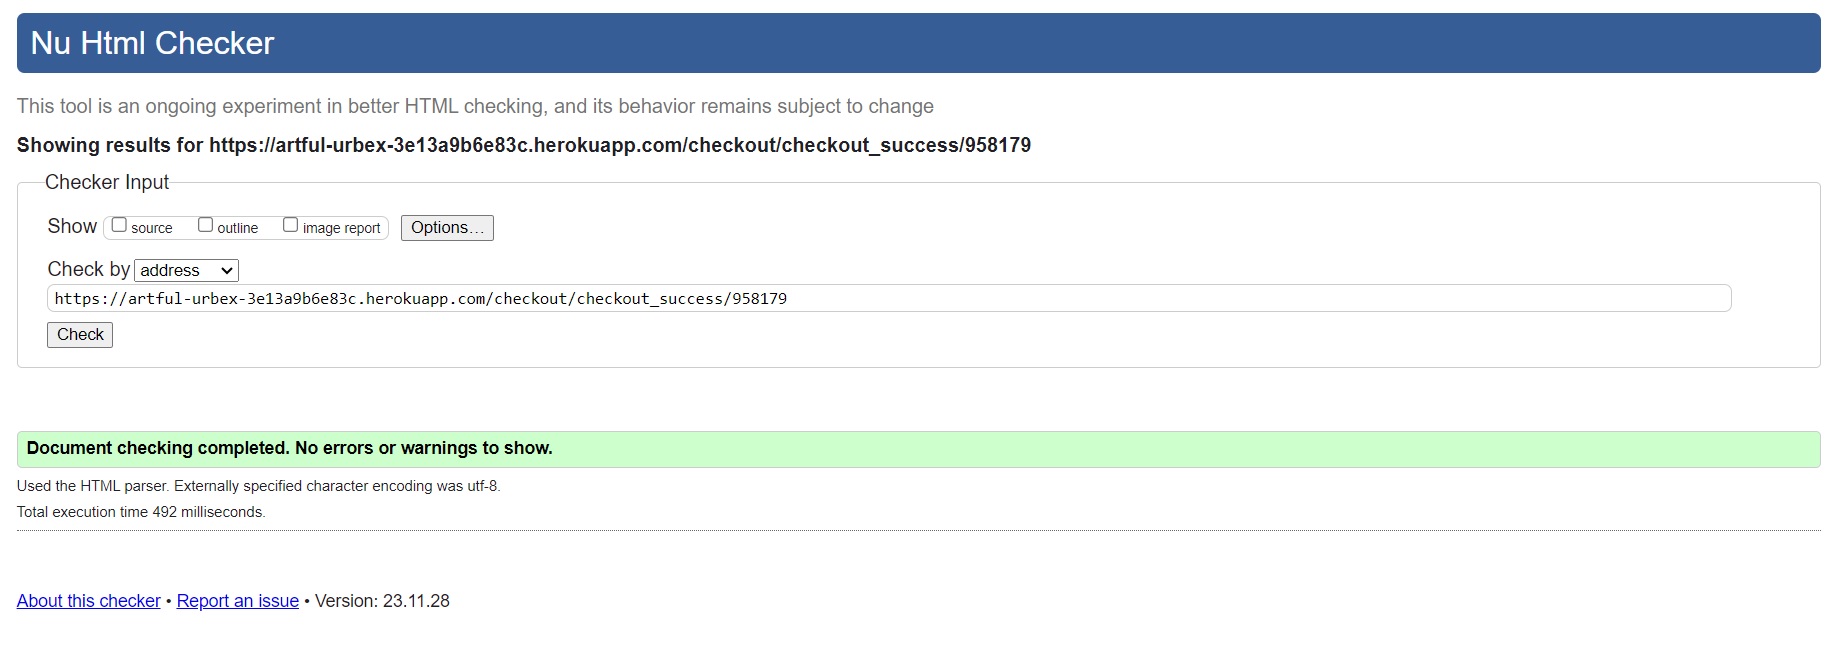 Nu Html Checker
This tool is an ongoing experiment in better HTML checking, and its behavior remains subject to change
Showing results for https://artful-urbex-3e13a9b6e83c.herokuapp.com/checkout/checkout_success/958179
Checker Input
Show source outline image report Options...
Check by address
https://artful-urbex-3e13a9b6e83c.herokuapp.com/checkout/checkout_success/958179
Check
Document checking completed. No errors or warnings to show.
Used the HTML parser. Externally specified character encoding was utf-8.
Total execution time 492 milliseconds.
About this checker • Report an issue • Version: 23.11.28